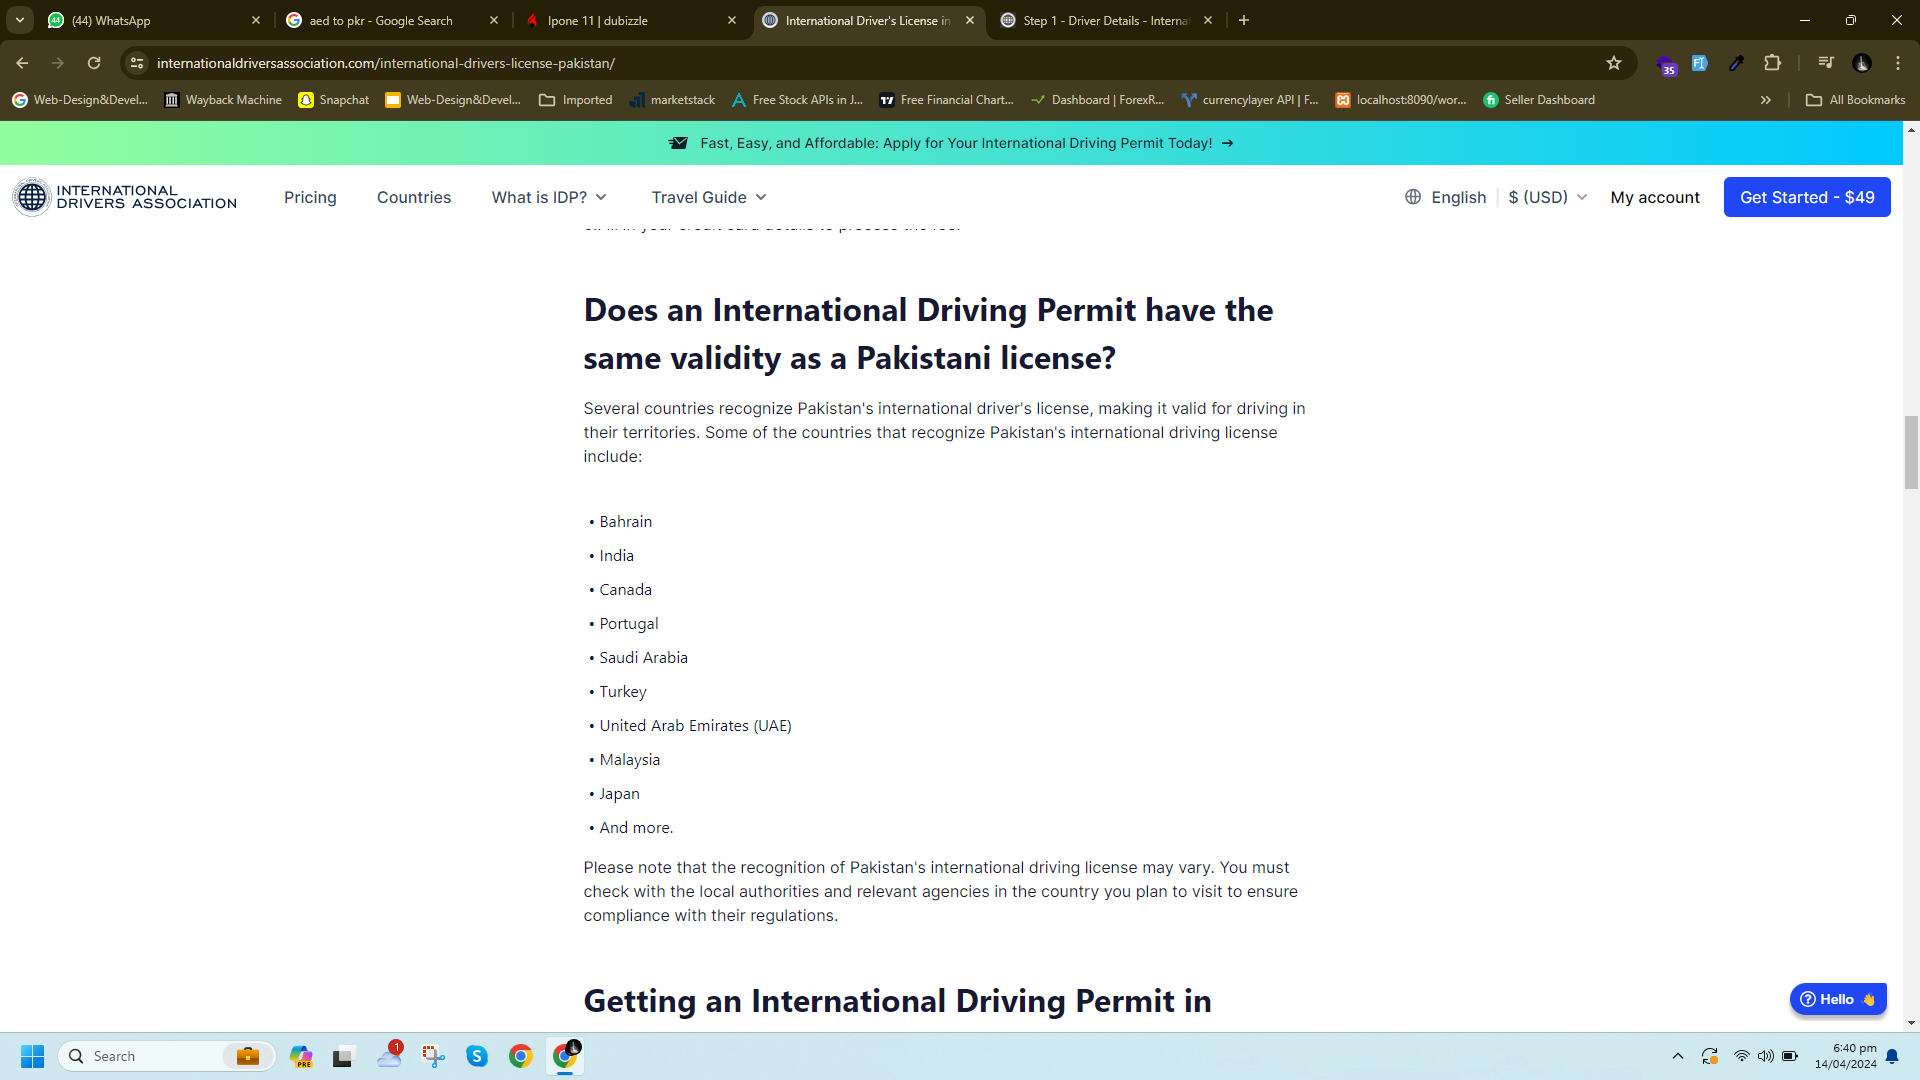 (44) WhatsApp
aed to pkr - Google Search
Ipone 11 | dubizzle
International Driver's License in
Step 1 - Driver Details - Interna
internationaldriversassociation.com/international-drivers-license-pakistan/
35
Web-Design&Devel...
Wayback Machine
Snapchat
Web-Design&Devel...
Imported
marketstack
Free Stock APIs in J...
Free Financial Chart...
Dashboard | ForexR...
currencylayer API | F...
localhost:8090/wor...
Seller Dashboard
All Bookmarks
Fast, Easy, and Affordable: Apply for Your International Driving Permit Today! →
INTERNATIONAL
DRIVERS ASSOCIATION
Pricing
Countries
What is IDP?
Travel Guide
English
$ (USD)
My account
Get Started - $49
Does an International Driving Permit have the
same validity as a Pakistani license?
Several countries recognize Pakistan's international driver's license, making it valid for driving in
their territories. Some of the countries that recognize Pakistan's international driving license
include:
• Bahrain
• India
• Canada
• Portugal
• Saudi Arabia
• Turkey
• United Arab Emirates (UAE)
• Malaysia
• Japan
• And more.
Please note that the recognition of Pakistan's international driving license may vary. You must
check with the local authorities and relevant agencies in the country you plan to visit to ensure
compliance with their regulations.
Getting an International Driving Permit in
Hello 👋
Search
PRE
1
6:40 pm
14/04/2024